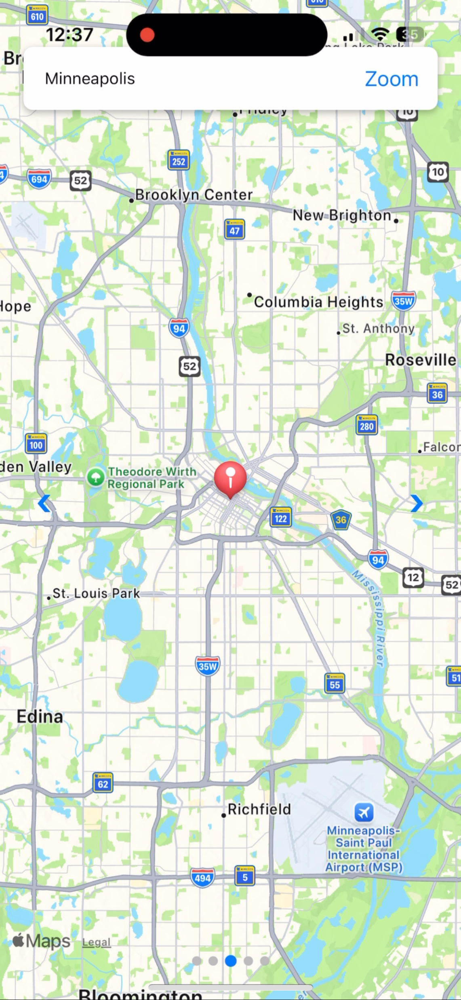 610
12:37
35
Minneapolis
Zoom
10
252
694
52
10
Brooklyn Center
New Brighton
47
Hope
Columbia Heights
35W
94
St. Anthony
52
Roseville
36
280
100
Falcon
den Valley
Theodore Wirth
Regional Park
122
36
94
12
52
Mississippi River
St. Louis Park
35W
55
51
Edina
62
Richfield
Minneapolis-
Saint Paul
International
Airport (MSP)
494
5
Maps
Legal
Bloomington